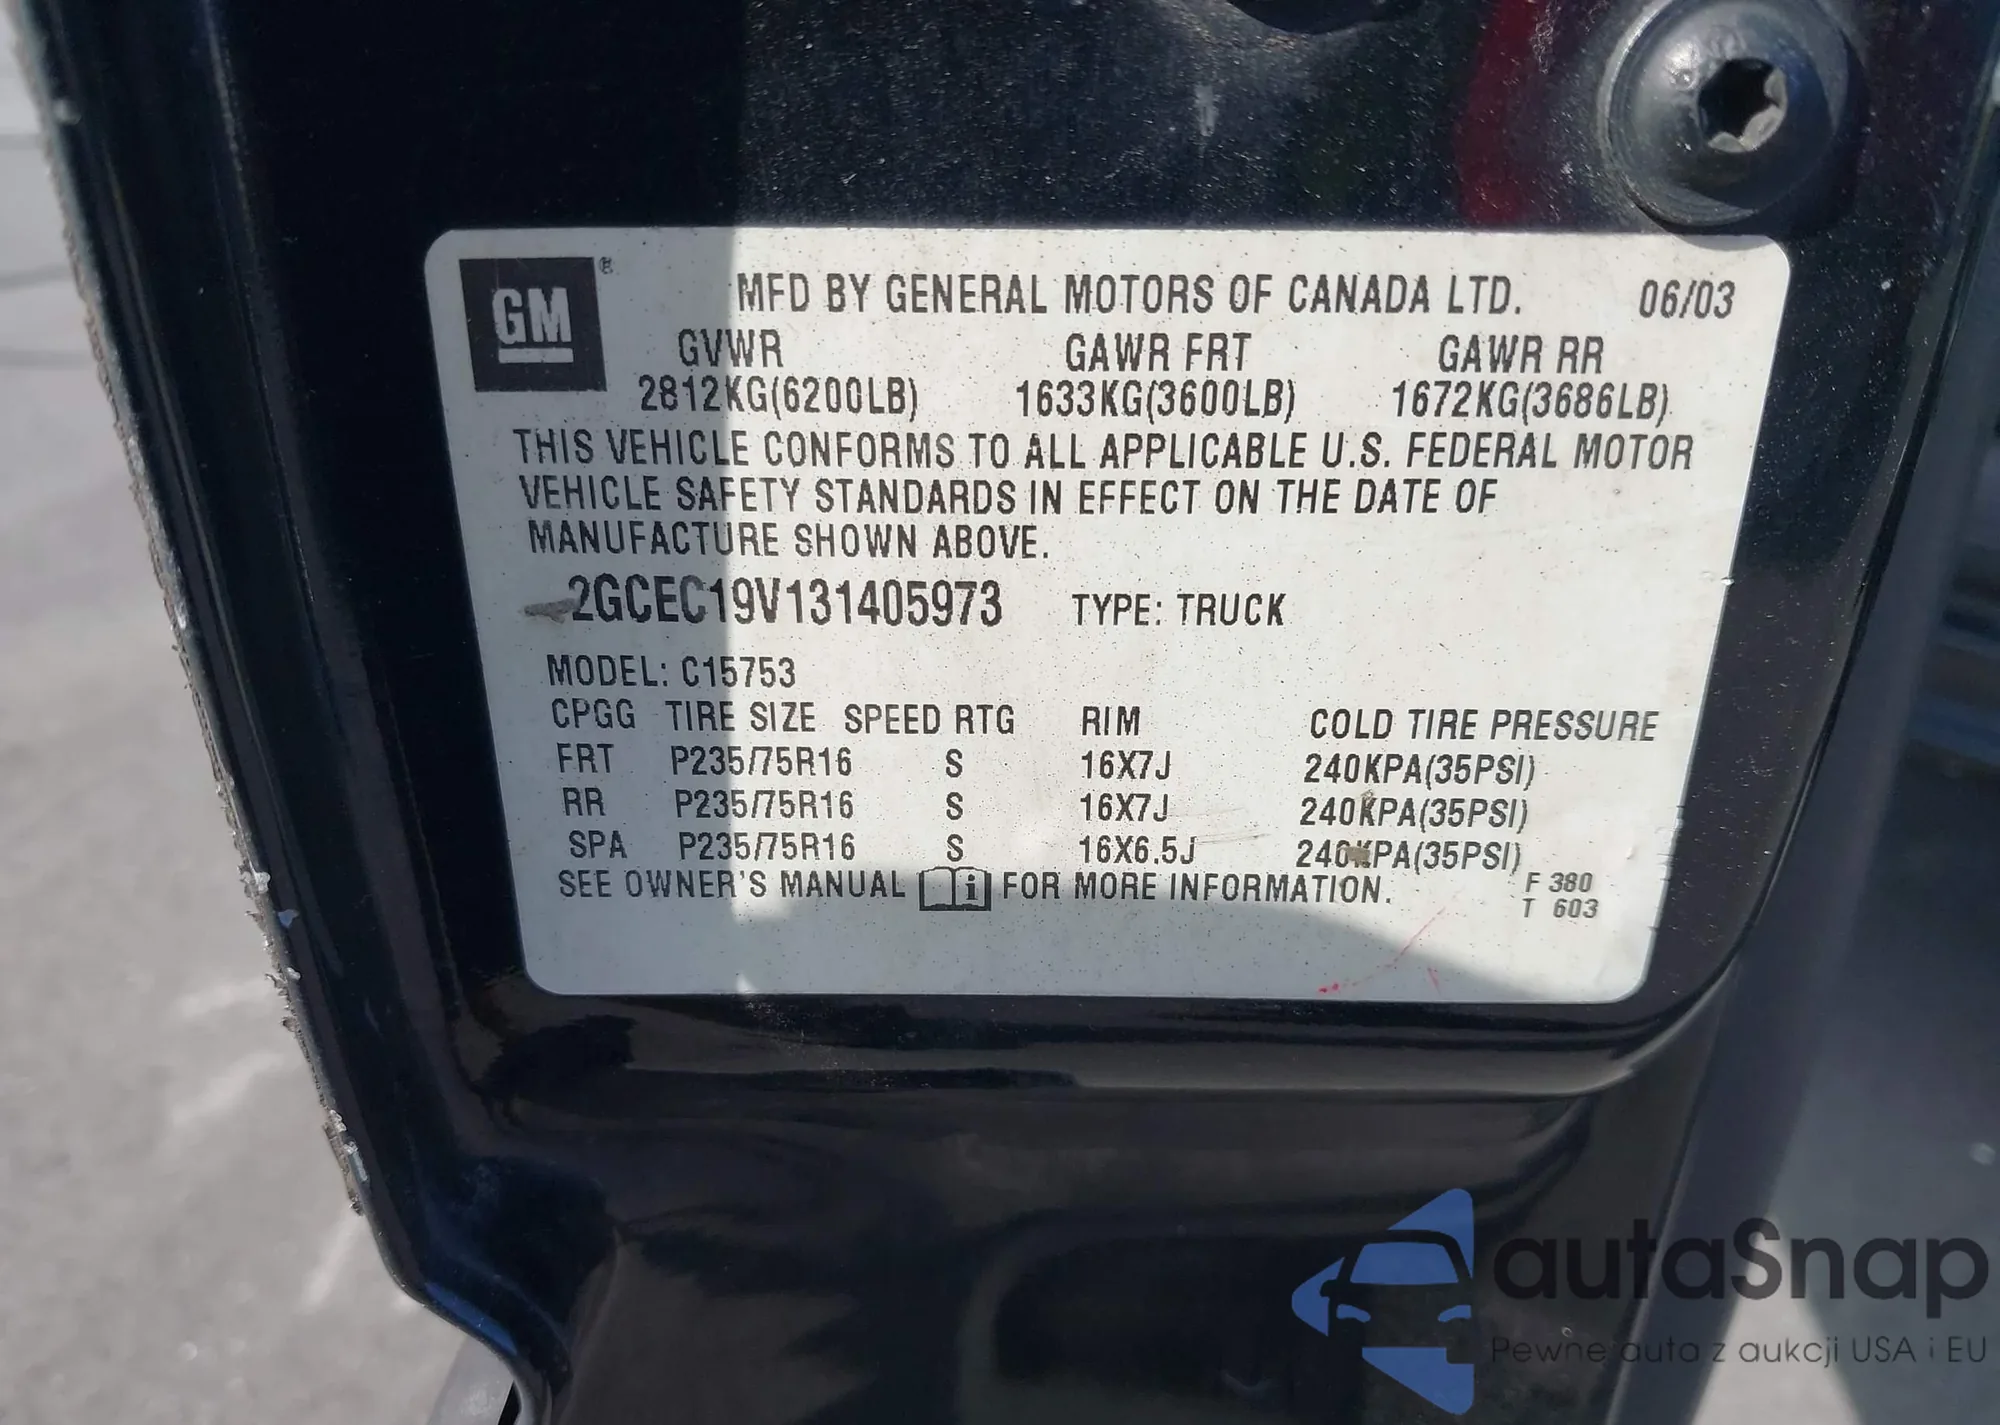 GM ®
MFD BY GENERAL MOTORS OF CANADA LTD. 06/03
GVWR GAWR FRT GAWR RR
2812KG(6200LB) 1633KG(3600LB) 1672KG(3686LB)
THIS VEHICLE CONFORMS TO ALL APPLICABLE U.S. FEDERAL MOTOR
VEHICLE SAFETY STANDARDS IN EFFECT ON THE DATE OF
MANUFACTURE SHOWN ABOVE.
2GCEC19V131405973 TYPE: TRUCK
MODEL: C15753
CPGG TIRE SIZE SPEED RTG RIM COLD TIRE PRESSURE
FRT P235/75R16 S 16X7J 240KPA(35PSI)
RR P235/75R16 S 16X7J 240KPA(35PSI)
SPA P235/75R16 S 16X6.5J 240KPA(35PSI)
SEE OWNER'S MANUAL i FOR MORE INFORMATION.
F 380
T 603
autaSnap
Pewne auta z aukcji USA i EU